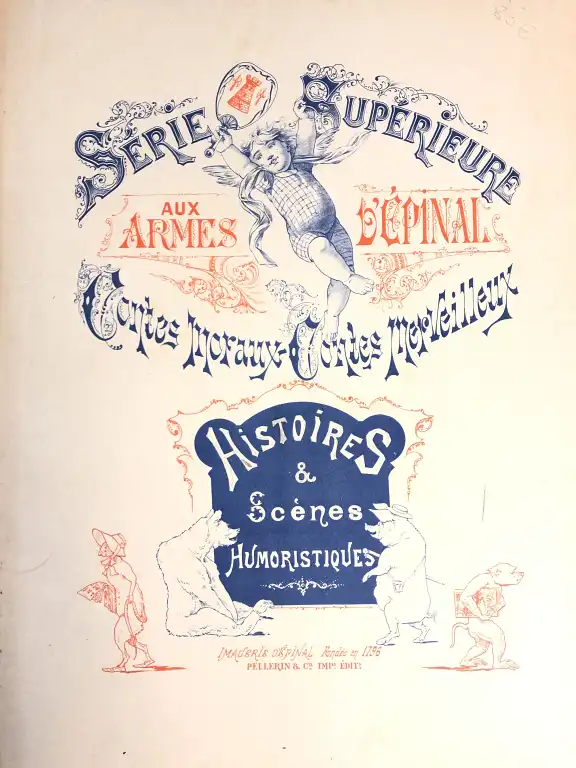 SÉRIE SUPÉRIEURE
AUX ARMES D'ÉPINAL
Contes Moraux-Contes Merveilleux
HISTOIRES
&
Scènes
HUMORISTIQUES
IMAGERIE D'ÉPINAL Fondée en 1796
PELLERIN & Cie IMPrs ÉDITrs